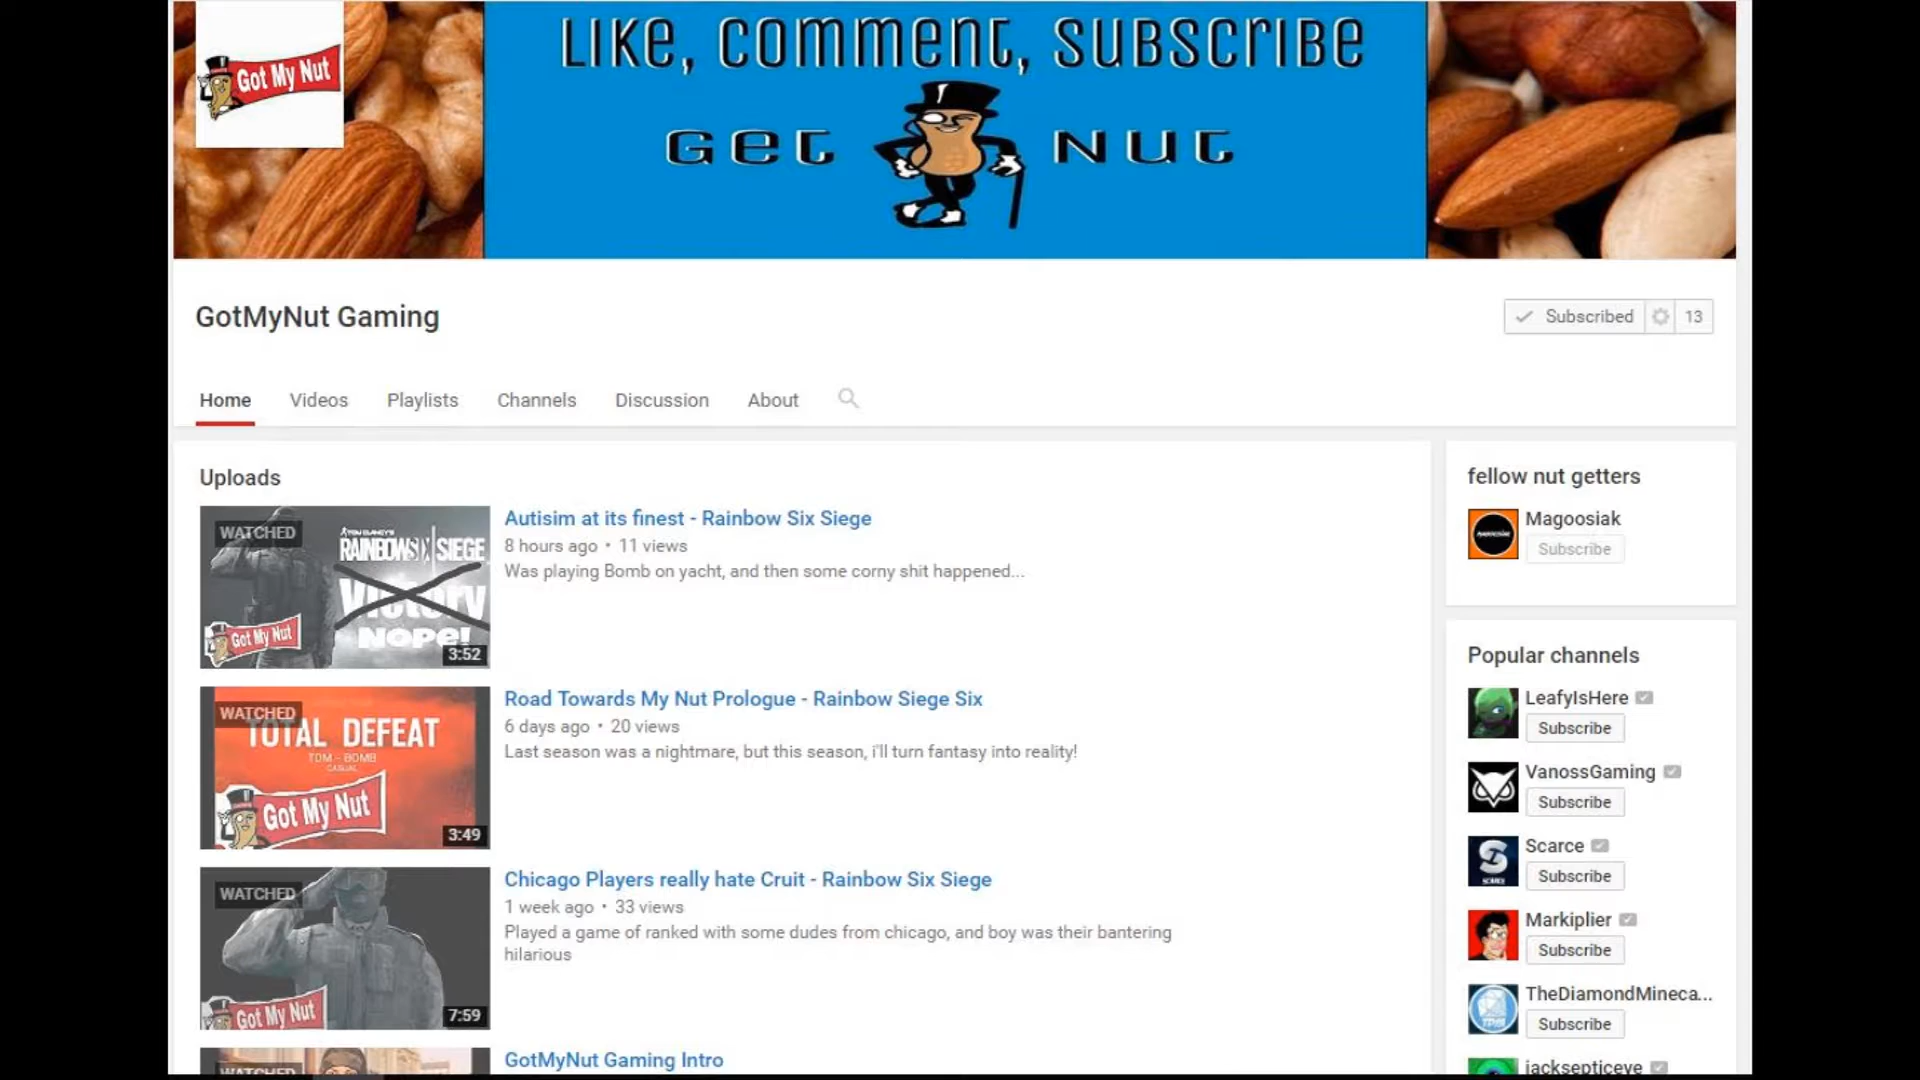 LIKE, COMMENT, SUBSCRIBE
Got My Nut
GET NUT
GotMyNut Gaming
Subscribed 13
Home Videos Playlists Channels Discussion About
Uploads
WATCHED
TOM CLANCY'S
RAINBOW SIX SIEGE
Victory
NOPE!
Got My Nut
3:52
Autisim at its finest - Rainbow Six Siege
8 hours ago • 11 views
Was playing Bomb on yacht, and then some corny shit happened...
WATCHED
TOTAL DEFEAT
TDM - BOMB
CASUAL
Got My Nut
3:49
Road Towards My Nut Prologue - Rainbow Siege Six
6 days ago • 20 views
Last season was a nightmare, but this season, i'll turn fantasy into reality!
WATCHED
Got My Nut
7:59
Chicago Players really hate Cruit - Rainbow Six Siege
1 week ago • 33 views
Played a game of ranked with some dudes from chicago, and boy was their bantering
hilarious
WATCHED
GotMyNut Gaming Intro
fellow nut getters
Magoosiak
Subscribe
Popular channels
LeafyIsHere
Subscribe
VanossGaming
Subscribe
Scarce
Subscribe
SCARCE
Markiplier
Subscribe
TheDiamondMineca...
Subscribe
TDM
jacksepticeye